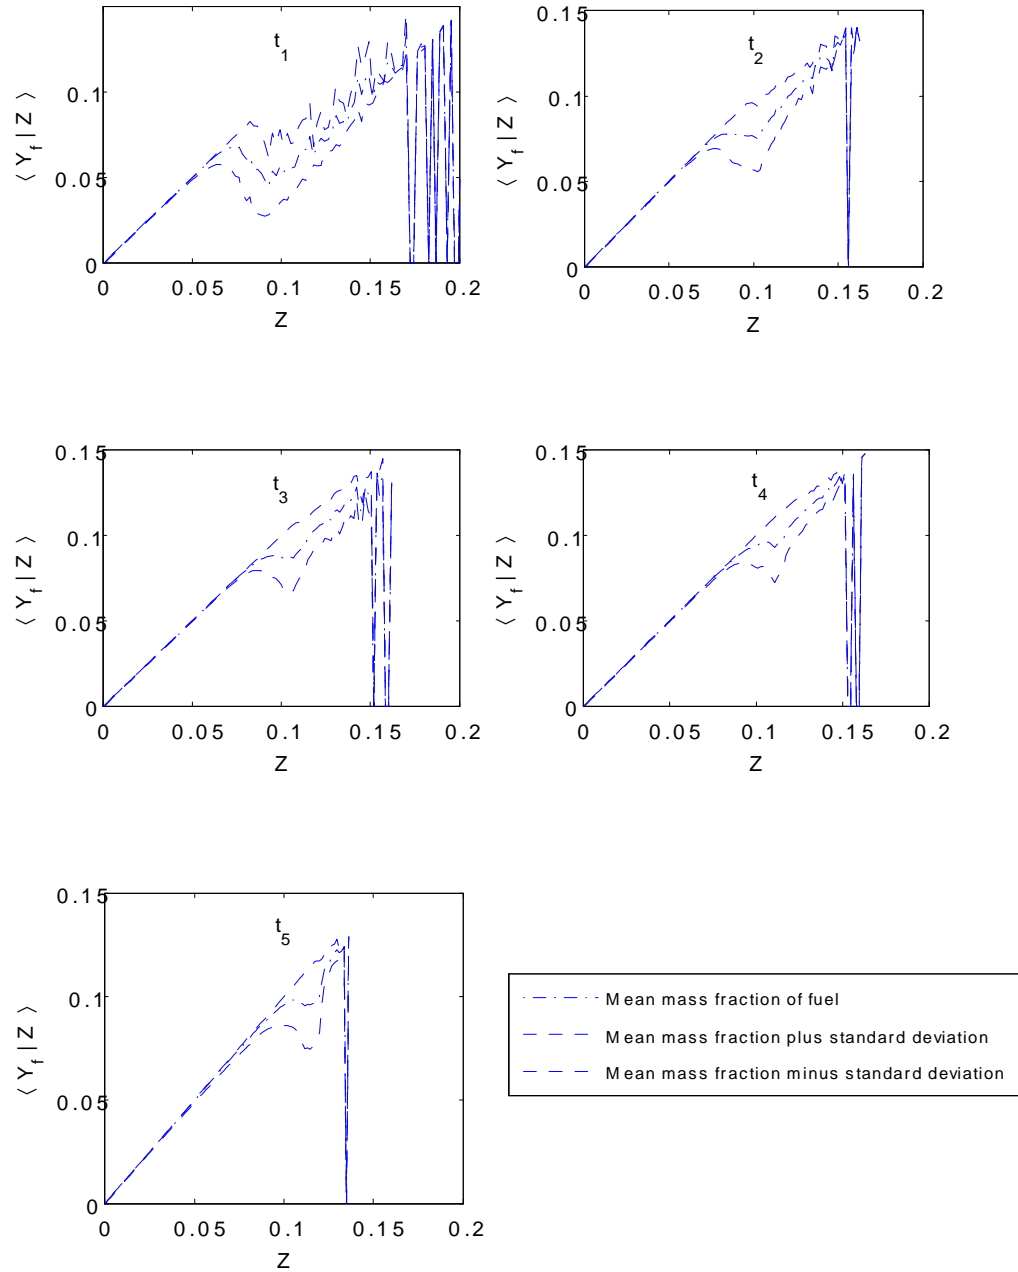 t1
0.1
0.05
0
0 0.05 0.1 0.15 0.2
Z
⟨ Yf | Z ⟩
t2
0.15
0.1
0.05
0
0 0.05 0.1 0.15 0.2
Z
⟨ Yf | Z ⟩
t3
0.15
0.1
0.05
0
0 0.05 0.1 0.15 0.2
Z
⟨ Yf | Z ⟩
t4
0.15
0.1
0.05
0
0 0.05 0.1 0.15 0.2
Z
⟨ Yf | Z ⟩
t5
0.15
0.1
0.05
0
0 0.05 0.1 0.15 0.2
Z
⟨ Yf | Z ⟩
Mean mass fraction of fuel
Mean mass fraction plus standard deviation
Mean mass fraction minus standard deviation